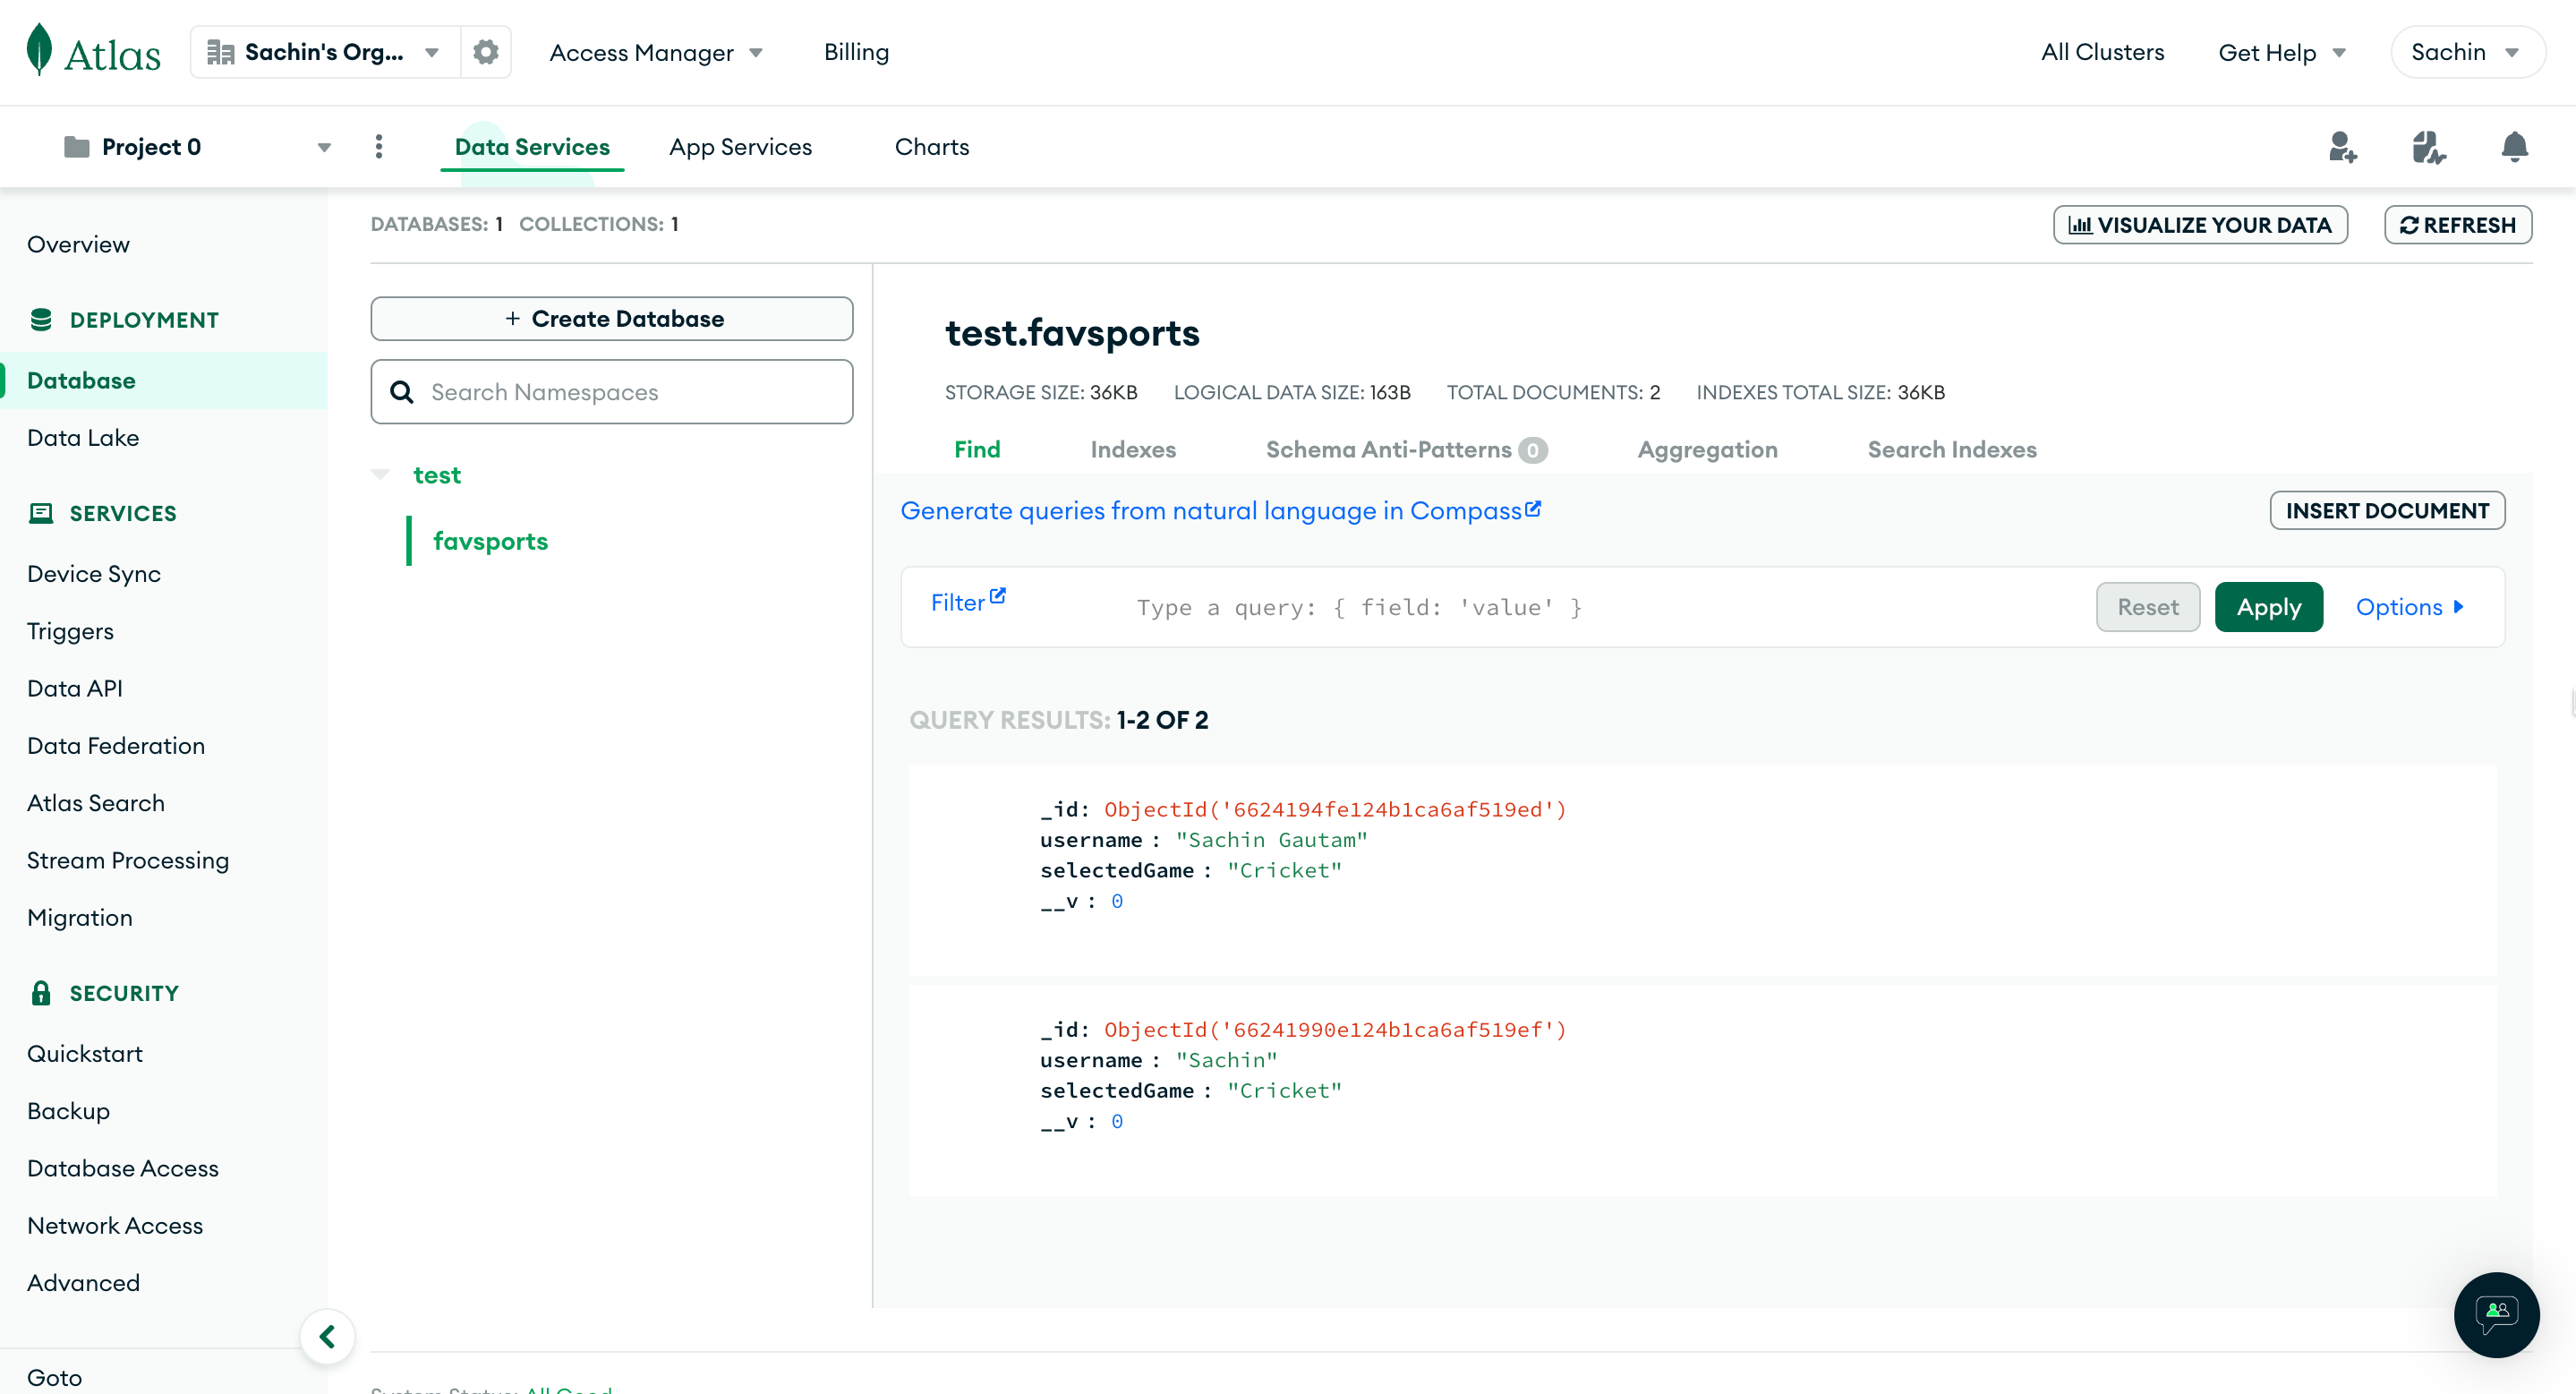 Atlas
Sachin's Org...
Access Manager
Billing
All Clusters
Get Help
Sachin
Project 0
Data Services
App Services
Charts
Overview
DEPLOYMENT
Database
Data Lake
SERVICES
Device Sync
Triggers
Data API
Data Federation
Atlas Search
Stream Processing
Migration
SECURITY
Quickstart
Backup
Database Access
Network Access
Advanced
Goto
DATABASES: 1 COLLECTIONS: 1
VISUALIZE YOUR DATA
REFRESH
+ Create Database
Search Namespaces
test
favsports
test.favsports
STORAGE SIZE: 36KB LOGICAL DATA SIZE: 163B TOTAL DOCUMENTS: 2 INDEXES TOTAL SIZE: 36KB
Find
Indexes
Schema Anti-Patterns 0
Aggregation
Search Indexes
Generate queries from natural language in Compass
INSERT DOCUMENT
Filter
Type a query: { field: 'value' }
Reset
Apply
Options
QUERY RESULTS: 1-2 OF 2
_id: ObjectId('6624194fe124b1ca6af519ed')
username : "Sachin Gautam"
selectedGame : "Cricket"
__v : 0
_id: ObjectId('66241990e124b1ca6af519ef')
username : "Sachin"
selectedGame : "Cricket"
__v : 0
System Status: All Good